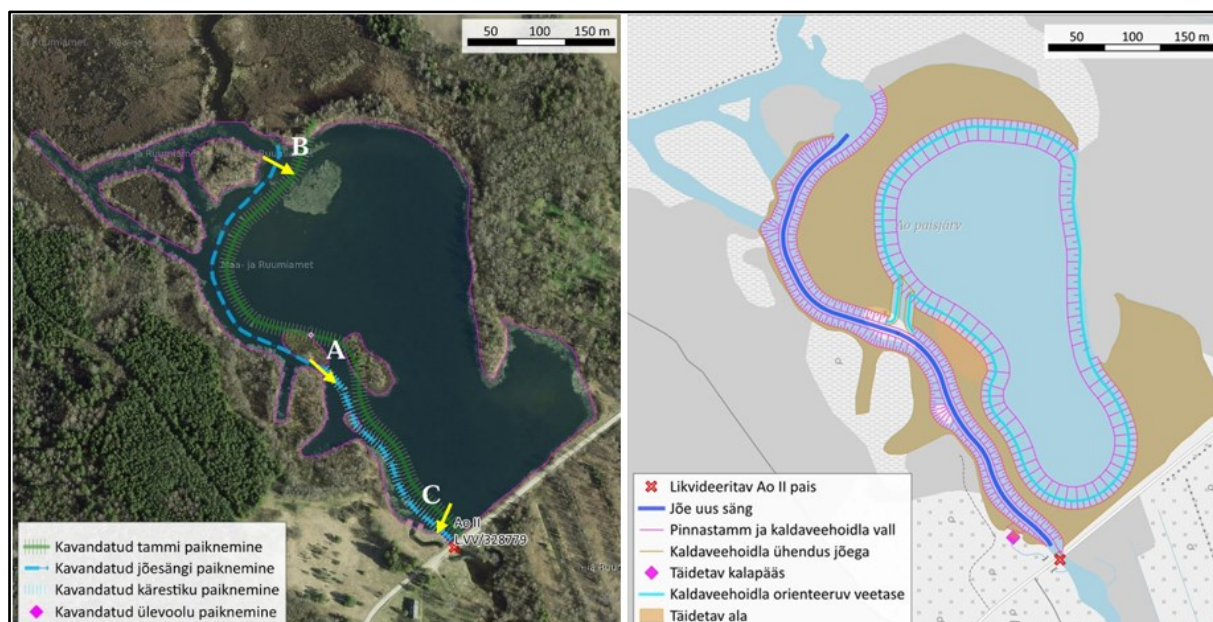 50 100 150 m
- ja Ruumiamet
B
Maa- ja Ruumiamet
A
C
Ao II
LVV/328779
Kavandatud tammi paiknemine
Kavandatud jõesängi paiknemine
Kavandatud kärestiku paiknemine
Kavandatud ülevoolu paiknemine
50 100 150 m
Ao paisjärv
Likvideeritav Ao II pais
Jõe uus säng
Pinnastamm ja kaldaveehoidla vall
Kaldaveehoidla ühendus jõega
Täidetav kalapääs
Kaldaveehoidla orienteeruv veetase
Täidetav ala